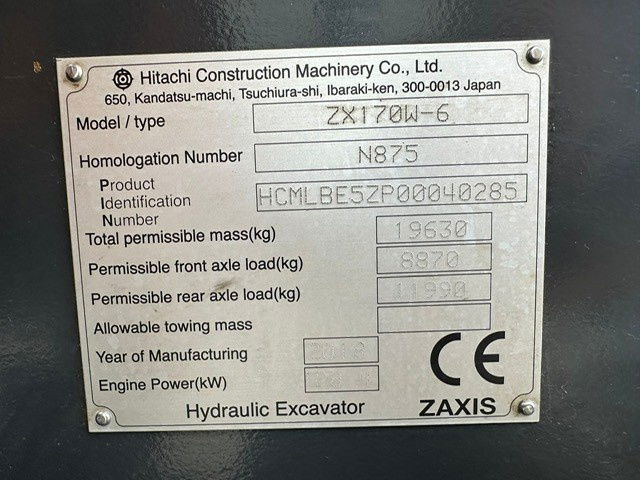 Hitachi Construction Machinery Co., Ltd.
650, Kandatsu-machi, Tsuchiura-shi, Ibaraki-ken, 300-0013 Japan
Model / type ZX170W-6
Homologation Number N875
Product
Identification HCMLBE5ZP00040285
Number
Total permissible mass(kg) 19630
Permissible front axle load(kg) 8870
Permissible rear axle load(kg) 11990
Allowable towing mass
Year of Manufacturing 2018
Engine Power(kW)
CE
Hydraulic Excavator ZAXIS